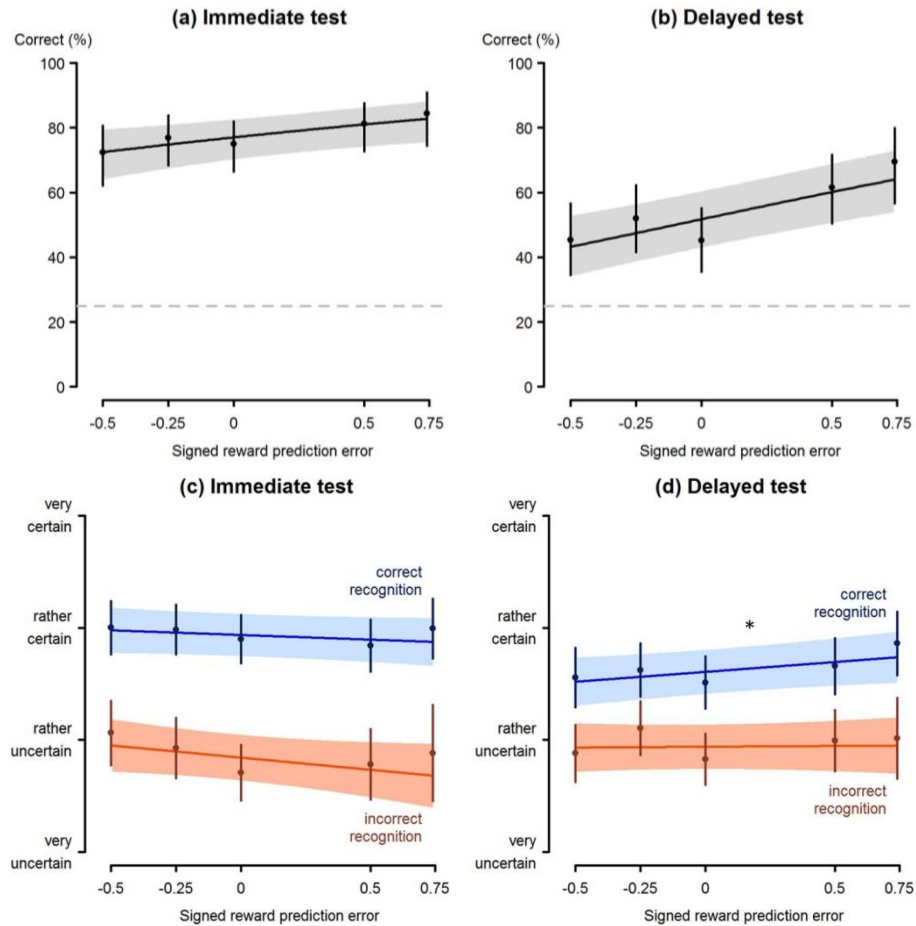 (a) Immediate test
Correct (%)
100
80
60
40
20
0
-0.5 -0.25 0 0.5 0.75
Signed reward prediction error
(b) Delayed test
Correct (%)
100
80
60
40
20
0
-0.5 -0.25 0 0.5 0.75
Signed reward prediction error
(c) Immediate test
very
certain
rather
certain
rather
uncertain
very
uncertain
correct
recognition
incorrect
recognition
-0.5 -0.25 0 0.5 0.75
Signed reward prediction error
(d) Delayed test
very
certain
rather
certain
rather
uncertain
very
uncertain
correct
recognition
*
incorrect
recognition
-0.5 -0.25 0 0.5 0.75
Signed reward prediction error